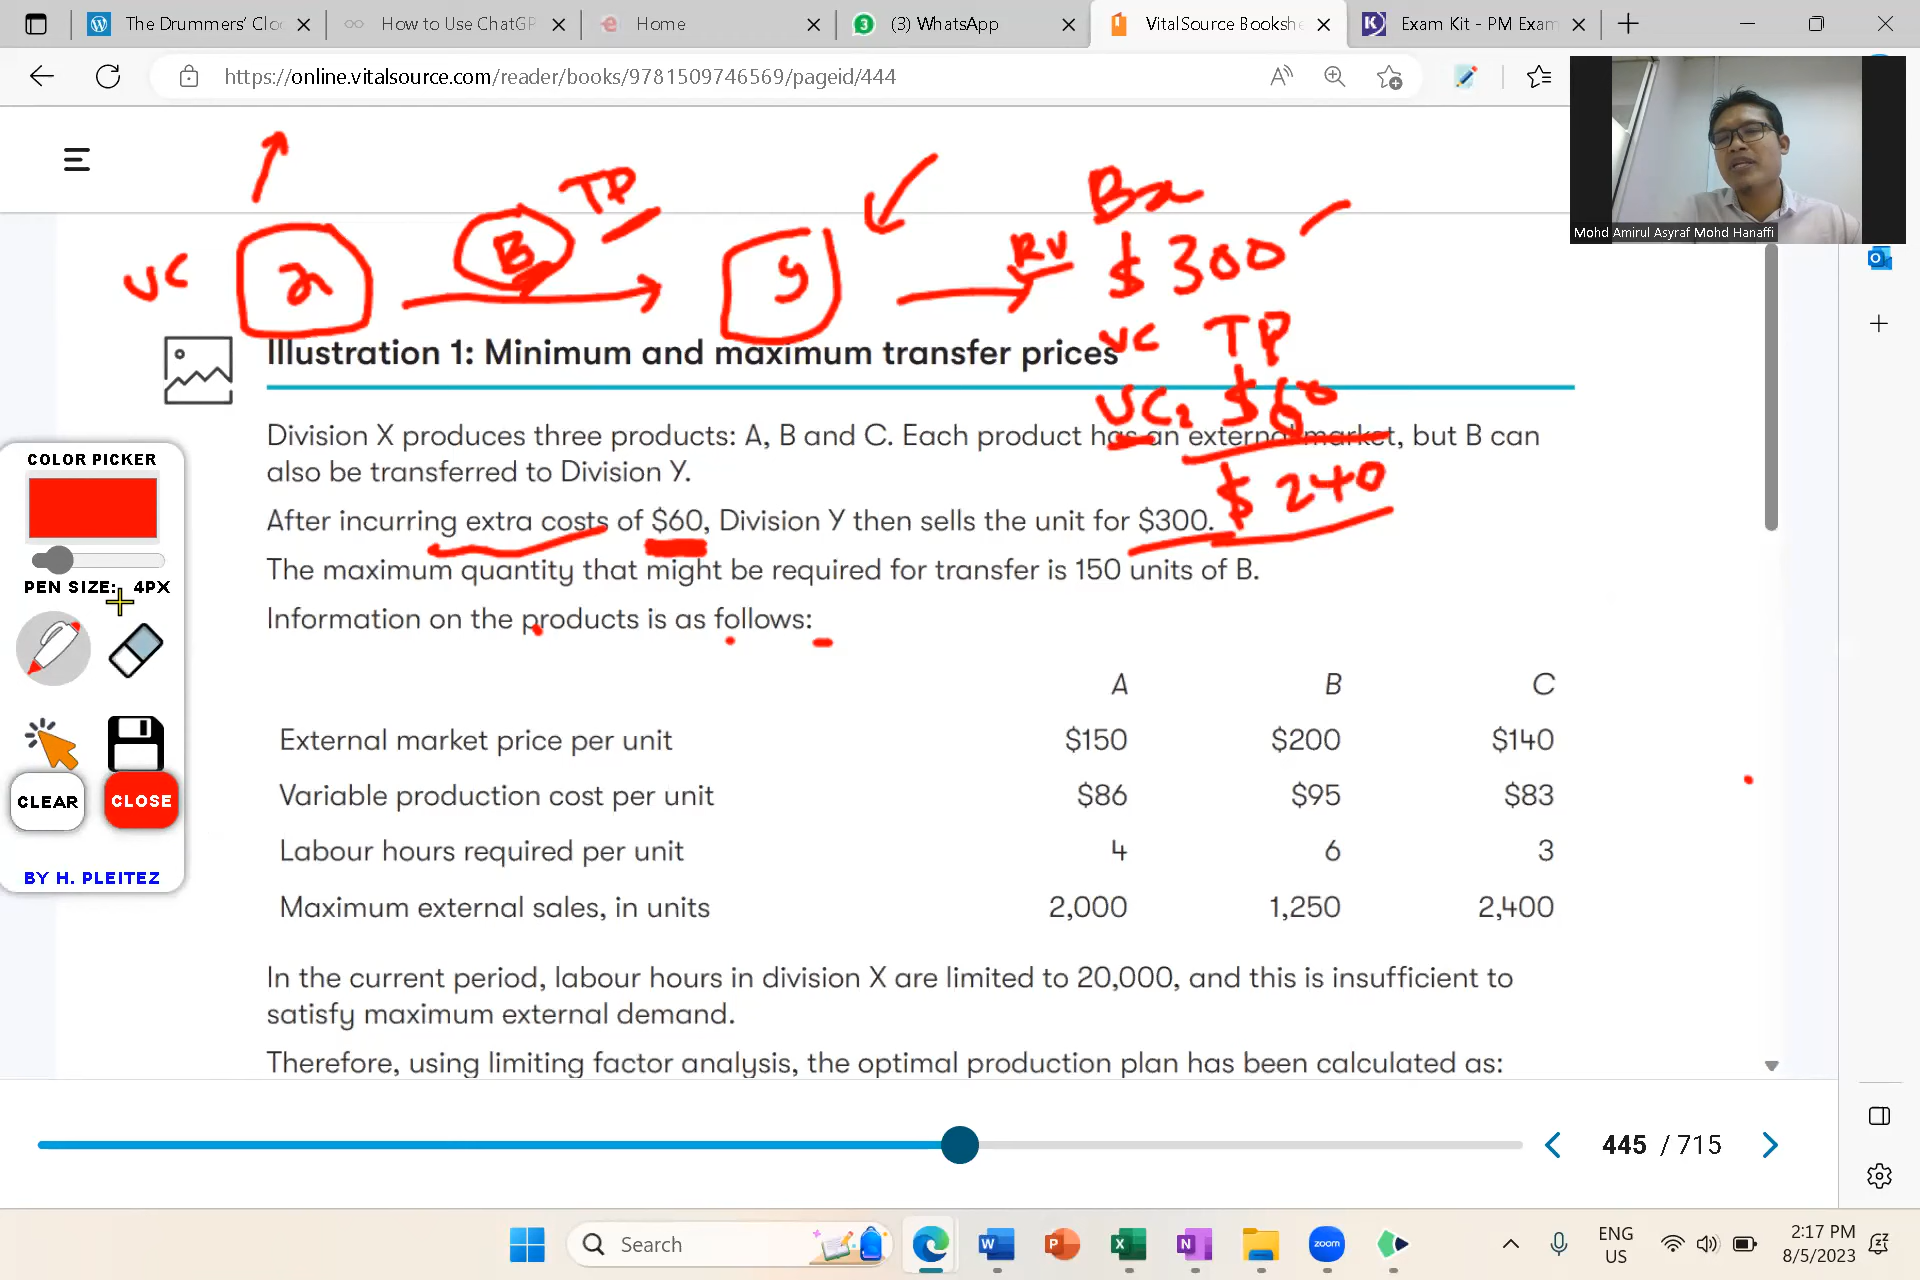 The Drummers' Clo
How to Use ChatGP
Home
(3) WhatsApp
VitalSource Bookshe
Exam Kit - PM Exam
https://online.vitalsource.com/reader/books/9781509746569/pageid/444
Mohd Amirul Asyraf Mohd Hanaffi
TP
B
y
VC
RV
$300
VC TP
VC2 $60
$240
Illustration 1: Minimum and maximum transfer prices
Division X produces three products: A, B and C. Each product has an external market, but B can
also be transferred to Division Y.
After incurring extra costs of $60, Division Y then sells the unit for $300.
The maximum quantity that might be required for transfer is 150 units of B.
Information on the products is as follows:
A B C
External market price per unit $150 $200 $140
Variable production cost per unit $86 $95 $83
Labour hours required per unit 4 6 3
Maximum external sales, in units 2,000 1,250 2,400
In the current period, labour hours in division X are limited to 20,000, and this is insufficient to
satisfy maximum external demand.
Therefore, using limiting factor analysis, the optimal production plan has been calculated as:
COLOR PICKER
PEN SIZE: 4PX
CLEAR
CLOSE
BY H. PLEITEZ
445 / 715
Search
zoom
ENG
US
2:17 PM
8/5/2023